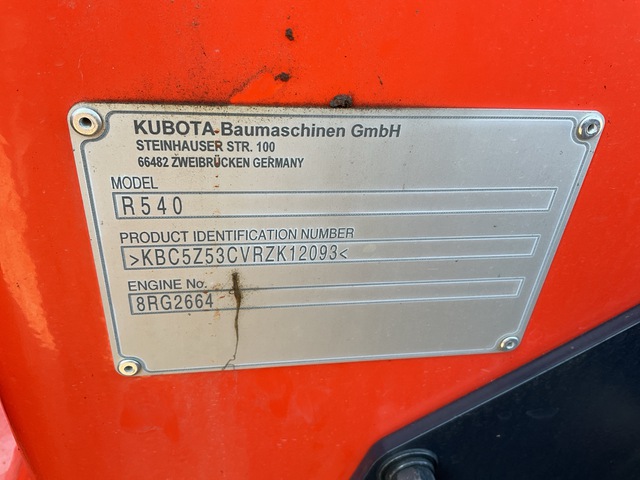 KUBOTA Baumaschinen GmbH
STEINHAUSER STR. 100
66482 ZWEIBRÜCKEN GERMANY
MODEL
R540
PRODUCT IDENTIFICATION NUMBER
>KBC5Z53CVRZK12093<
ENGINE No.
8RG2664